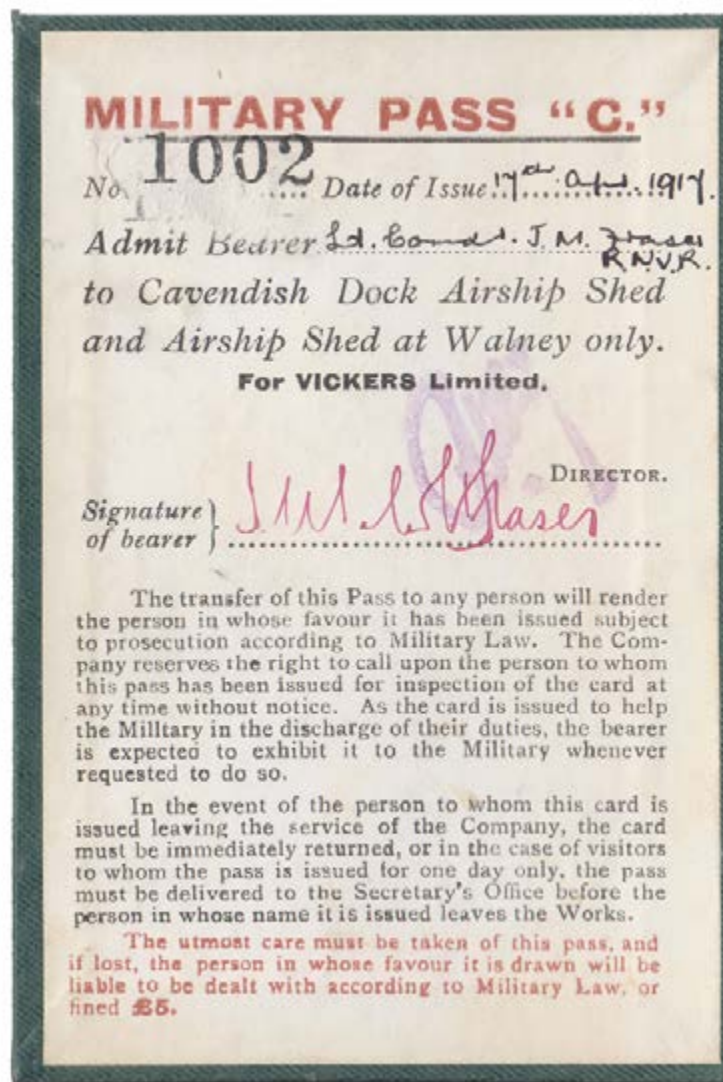 MILITARY PASS "C."
No. 1002 Date of Issue 17th Apl. 1917.
Admit Bearer Lt. Comdr. J. M. Fraser
R.N.V.R.
to Cavendish Dock Airship Shed
and Airship Shed at Walney only.
For VICKERS Limited.
DIRECTOR.
Signature
of bearer } Fraser
The transfer of this Pass to any person will render
the person in whose favour it has been issued subject
to prosecution according to Military Law. The Com-
pany reserves the right to call upon the person to whom
this pass has been issued for inspection of the card at
any time without notice. As the card is issued to help
the Military in the discharge of their duties, the bearer
is expected to exhibit it to the Military whenever
requested to do so.
In the event of the person to whom this card is
issued leaving the service of the Company, the card
must be immediately returned, or in the case of visitors
to whom the pass is issued for one day only, the pass
must be delivered to the Secretary's Office before the
person in whose name it is issued leaves the Works.
The utmost care must be taken of this pass, and
if lost, the person in whose favour it is drawn will be
liable to be dealt with according to Military Law, or
fined £5.